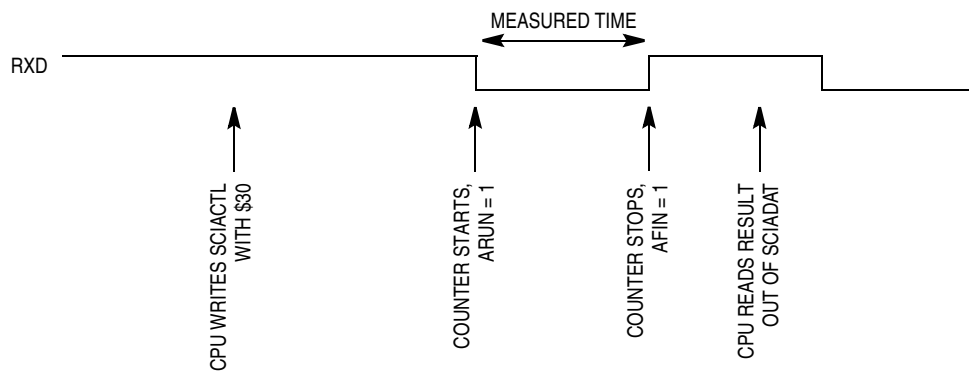 MEASURED TIME
RXD
CPU WRITES SCIACTL
WITH $30
COUNTER STARTS,
ARUN = 1
COUNTER STOPS,
AFIN = 1
CPU READS RESULT
OUT OF SCIADAT